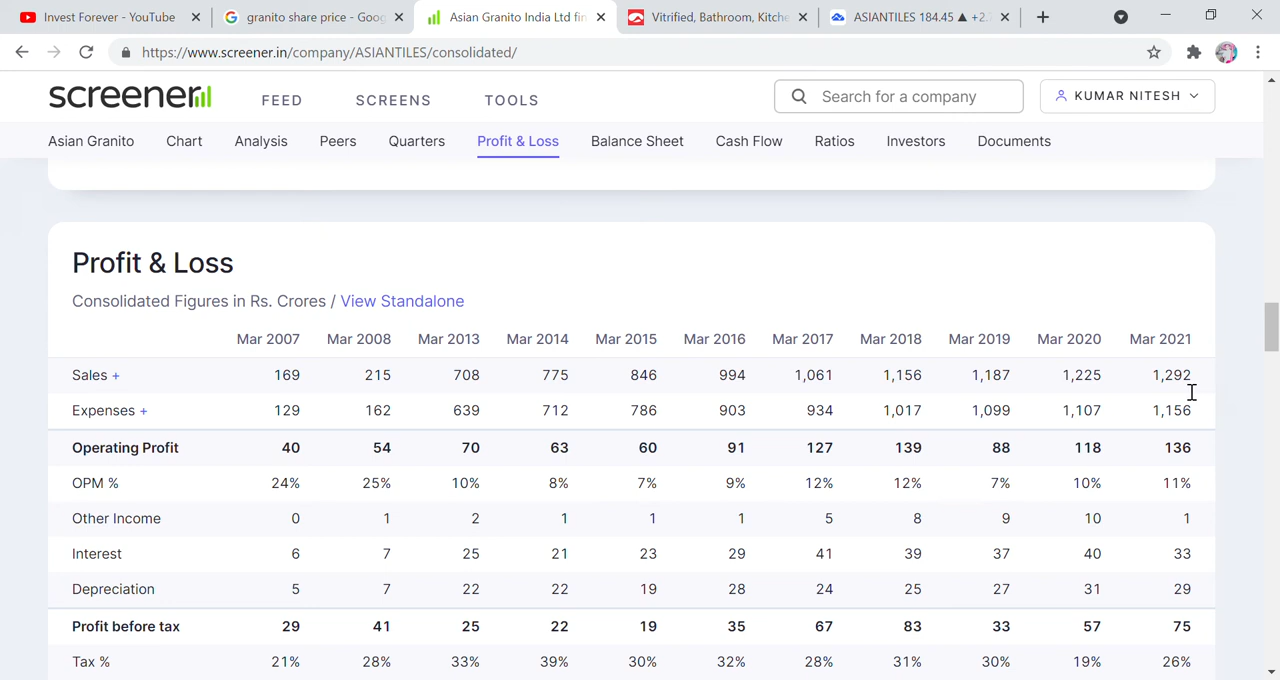 Invest Forever - YouTube granito share price - Goog Asian Granito India Ltd fin Vitrified, Bathroom, Kitche ASIANTILES 184.45 ▲ +2.
https://www.screener.in/company/ASIANTILES/consolidated/
screener FEED SCREENS TOOLS Search for a company KUMAR NITESH
Asian Granito Chart Analysis Peers Quarters Profit & Loss Balance Sheet Cash Flow Ratios Investors Documents
Profit & Loss
Consolidated Figures in Rs. Crores / View Standalone
Mar 2007 Mar 2008 Mar 2013 Mar 2014 Mar 2015 Mar 2016 Mar 2017 Mar 2018 Mar 2019 Mar 2020 Mar 2021
Sales + 169 215 708 775 846 994 1,061 1,156 1,187 1,225 1,292
Expenses + 129 162 639 712 786 903 934 1,017 1,099 1,107 1,156
Operating Profit 40 54 70 63 60 91 127 139 88 118 136
OPM % 24% 25% 10% 8% 7% 9% 12% 12% 7% 10% 11%
Other Income 0 1 2 1 1 1 5 8 9 10 1
Interest 6 7 25 21 23 29 41 39 37 40 33
Depreciation 5 7 22 22 19 28 24 25 27 31 29
Profit before tax 29 41 25 22 19 35 67 83 33 57 75
Tax % 21% 28% 33% 39% 30% 32% 28% 31% 30% 19% 26%